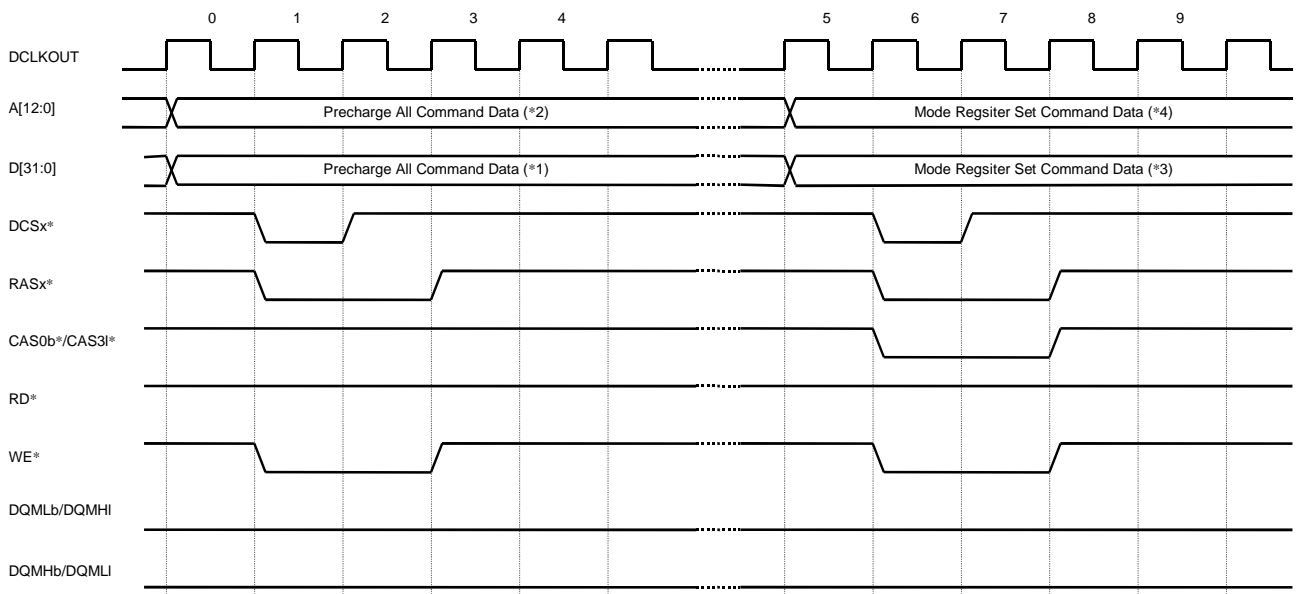 0 1 2 3 4 5 6 7 8 9
DCLKOUT
A[12:0] Precharge All Command Data (*2) Mode Regsiter Set Command Data (*4)
D[31:0] Precharge All Command Data (*1) Mode Regsiter Set Command Data (*3)
DCSx*
RASx*
CAS0b*/CAS3l*
RD*
WE*
DQMLb/DQMHl
DQMHb/DQMLl